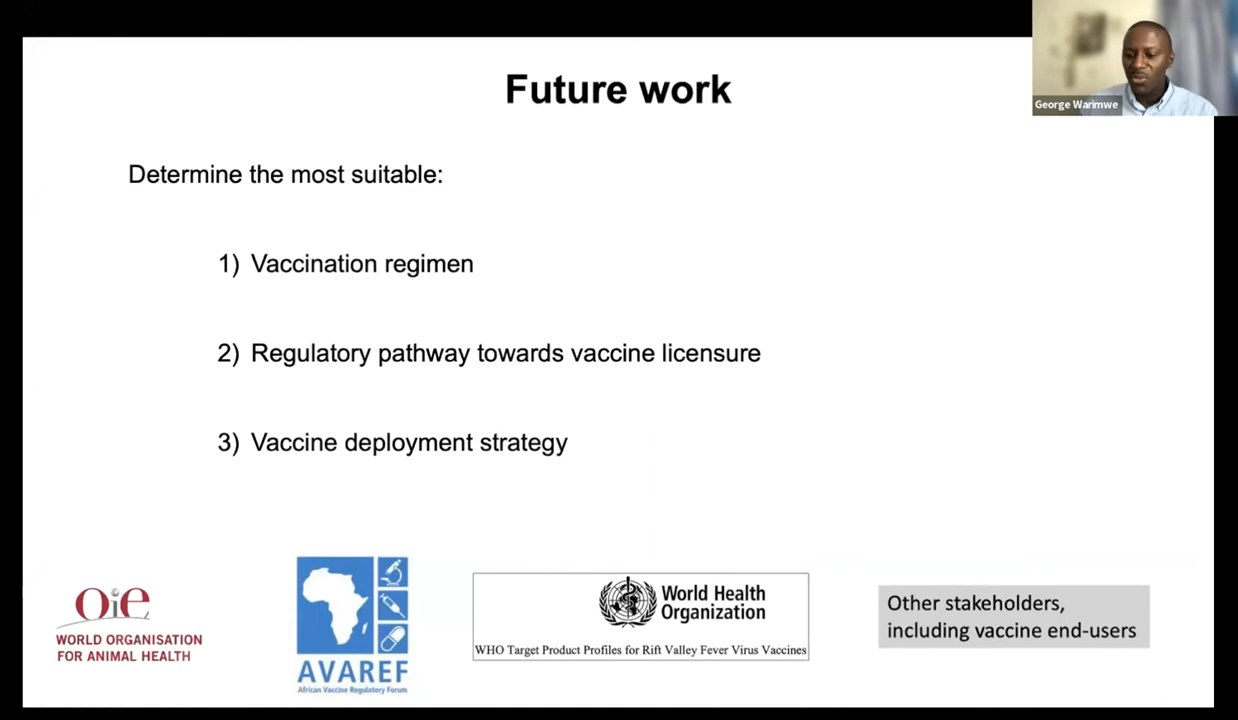 Future work
George Warimwe
Determine the most suitable:
1) Vaccination regimen
2) Regulatory pathway towards vaccine licensure
3) Vaccine deployment strategy
OiE
WORLD ORGANISATION
FOR ANIMAL HEALTH
AVAREF
African Vaccine Regulatory Forum
World Health
Organization
WHO Target Product Profiles for Rift Valley Fever Virus Vaccines
Other stakeholders,
including vaccine end-users